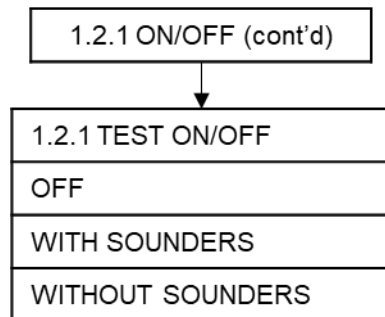 1.2.1 ON/OFF (cont’d)
1.2.1 TEST ON/OFF
OFF
WITH SOUNDERS
WITHOUT SOUNDERS